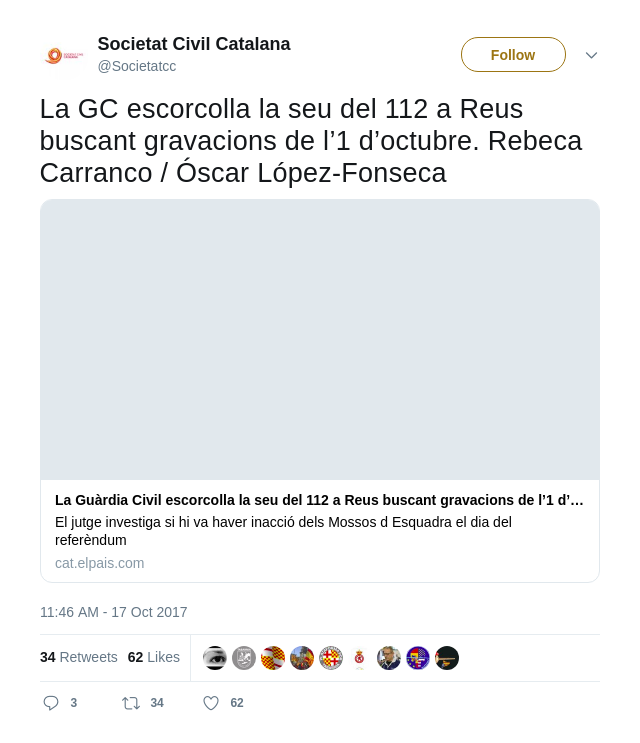 Societat Civil Catalana
@Societatcc
Follow
La GC escorcolla la seu del 112 a Reus
buscant gravacions de l’1 d’octubre. Rebeca
Carranco / Óscar López-Fonseca
La Guàrdia Civil escorcolla la seu del 112 a Reus buscant gravacions de l’1 d’…
El jutge investiga si hi va haver inacció dels Mossos d Esquadra el dia del
referèndum
cat.elpais.com
11:46 AM - 17 Oct 2017
34 Retweets 62 Likes
3 34 62